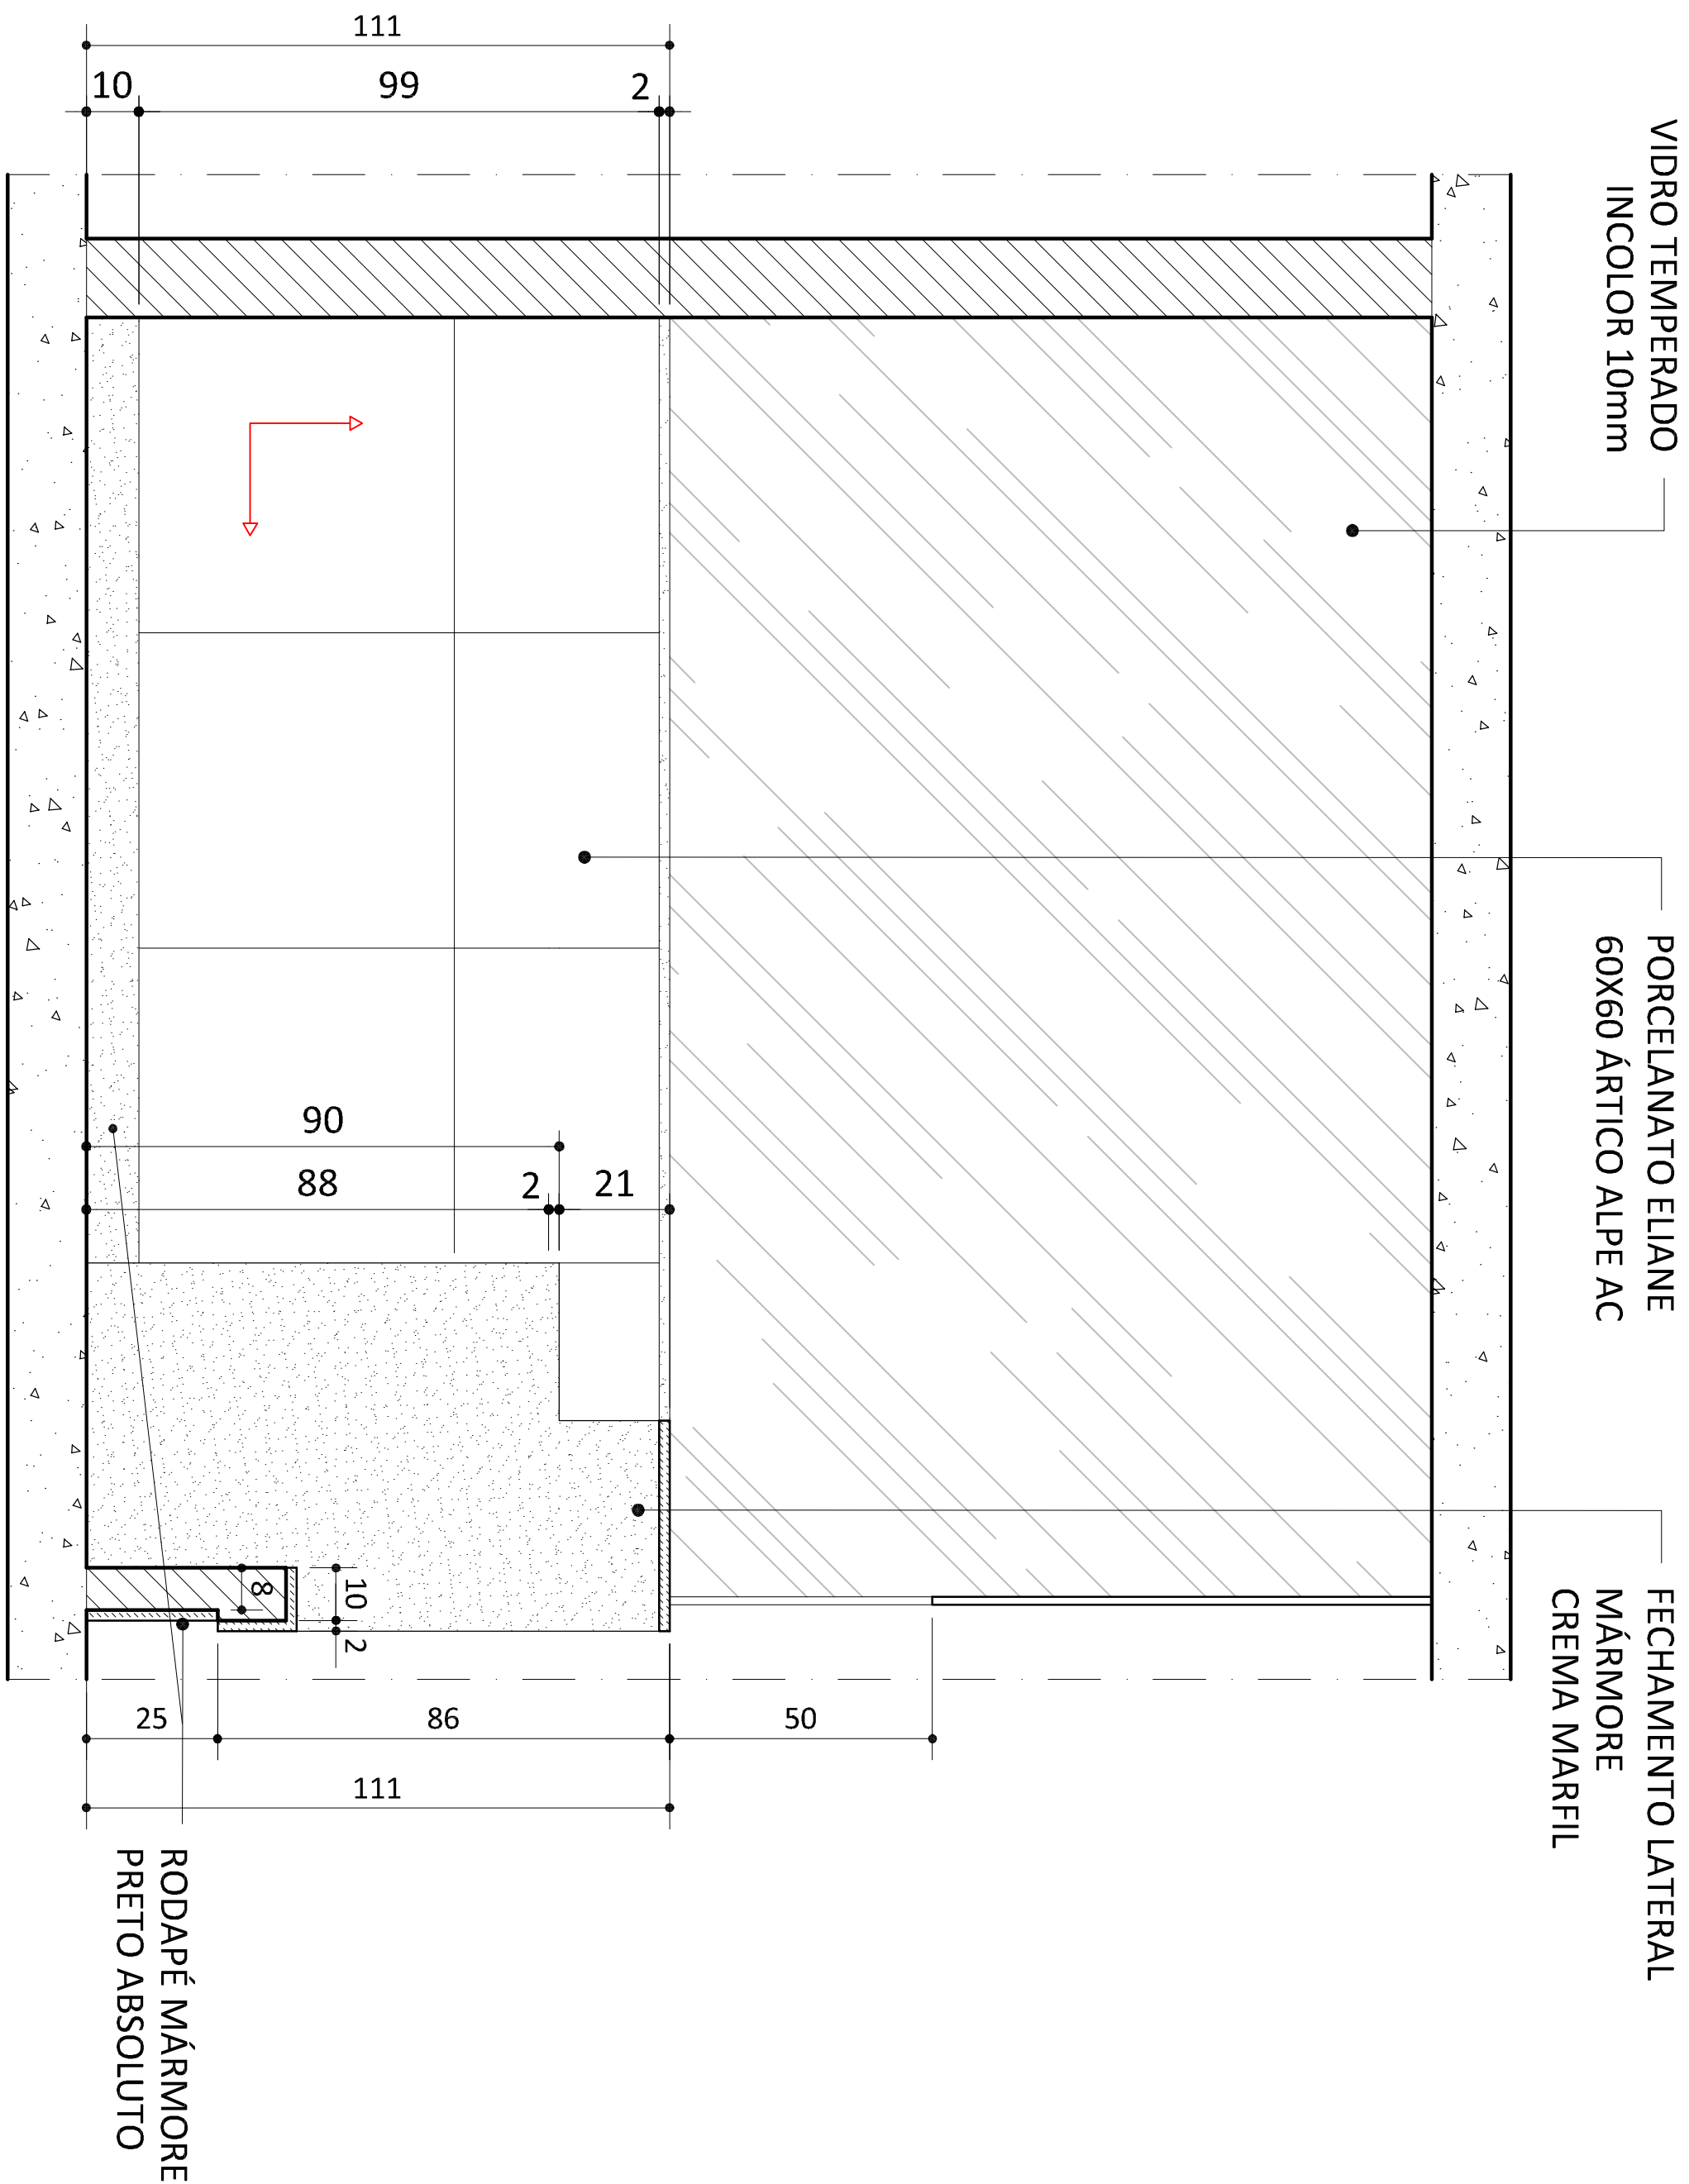 VIDRO TEMPERADO
INCOLOR 10mm
PORCELANATO ELIANE
60X60 ÁRTICO ALPE AC
FECHAMENTO LATERAL
MÁRMORE
CREMA MARFIL
RODAPÉ MÁRMORE
PRETO ABSOLUTO
111
10
99
2
90
88
2
21
8
10
2
25
86
50
111